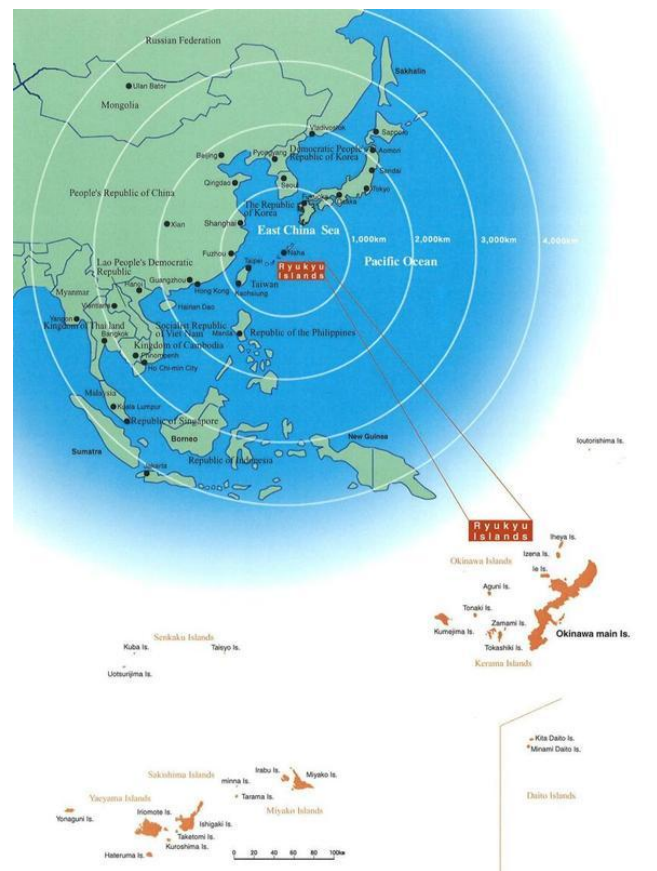 Russian Federation
Sakhalin
Ulan Bator
Mongolia
Vladivostok
Sapporo
Beijing
Pyongyang
Democratic People's
Republic of Korea
Aomori
Sendai
Qingdao
Seoul
Tokyo
Osaka
Fukuoka
People's Republic of China
The Republic
of Korea
Xian
Shanghai
East China Sea
1,000km
2,000km
3,000km
4,000km
Fuzhou
Naha
Taipei
Pacific Ocean
Lao People's Democratic
Republic
Ryukyu
Islands
Guangzhou
Hanoi
Hong Kong
Taiwan
Kaohsiung
Myanmar
Vientiane
Hainan Dao
Yangon
Kingdom of Thailand
Bangkok
Socialist Republic
of Viet Nam
Manila
Republic of the Philippines
Kingdom of Cambodia
Phnompenh
Ho Chi-min City
Malaysia
Kuala Lumpur
Republic of Singapore
Sumatre
Borneo
New Guinea
Republic of Indnesia
Jakarta
Ioutorishima Is.
Ryukyu
Islands
Iheya Is.
Izena Is.
Okinawa Islands
Ie Is.
Aguni Is.
Tonaki Is.
Zamami Is.
Kumejima Is.
Okinawa main Is.
Tokashiki Is.
Kerama Islands
Senkaku Islands
Kuba Is.
Taisyo Is.
Uotsurijima Is.
Kita Daito Is.
Minami Daito Is.
Daito Islands
Sakishima Islands
Irabu Is.
Miyako Is.
minna Is.
Tarama Is.
Miyako Islands
Yaeyama Islands
Yonaguni Is.
Iriomote Is.
Ishigaki Is.
Taketomi Is.
Kuroshima Is.
Hateruma Is.
0 20 40 60 80 100km